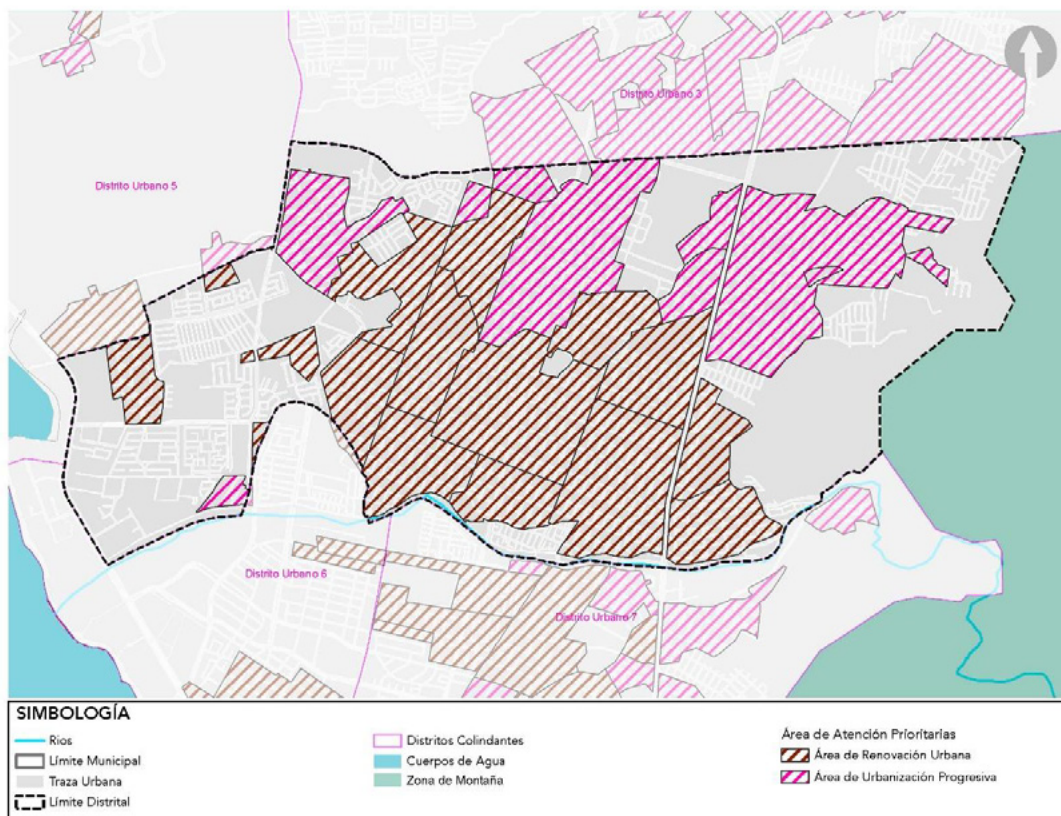 Distrito Urbano 3
Distrito Urbano 5
Distrito Urbano 6
Distrito Urbano 7
SIMBOLOGÍA
Ríos
Límite Municipal
Traza Urbana
Límite Distrital
Distritos Colindantes
Cuerpos de Agua
Zona de Montaña
Área de Atención Prioritarias
Área de Renovación Urbana
Área de Urbanización Progresiva